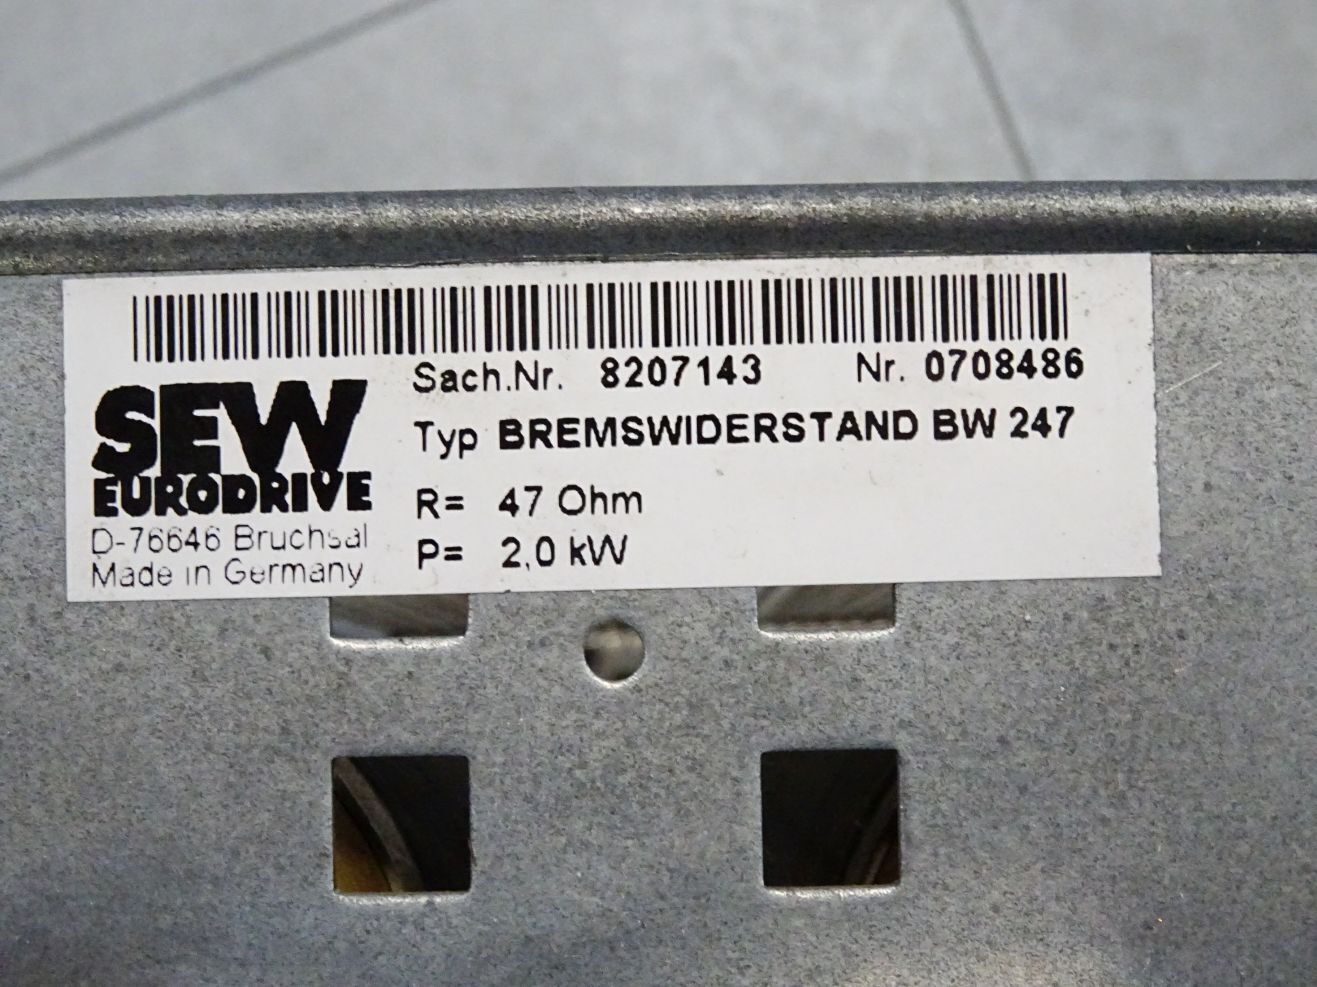 Sach.Nr. 8207143 Nr. 0708486
Typ BREMSWIDERSTAND BW 247
R= 47 Ohm
P= 2,0 kW
SEW
EURODRIVE
D-76646 Bruchsal
Made in Germany